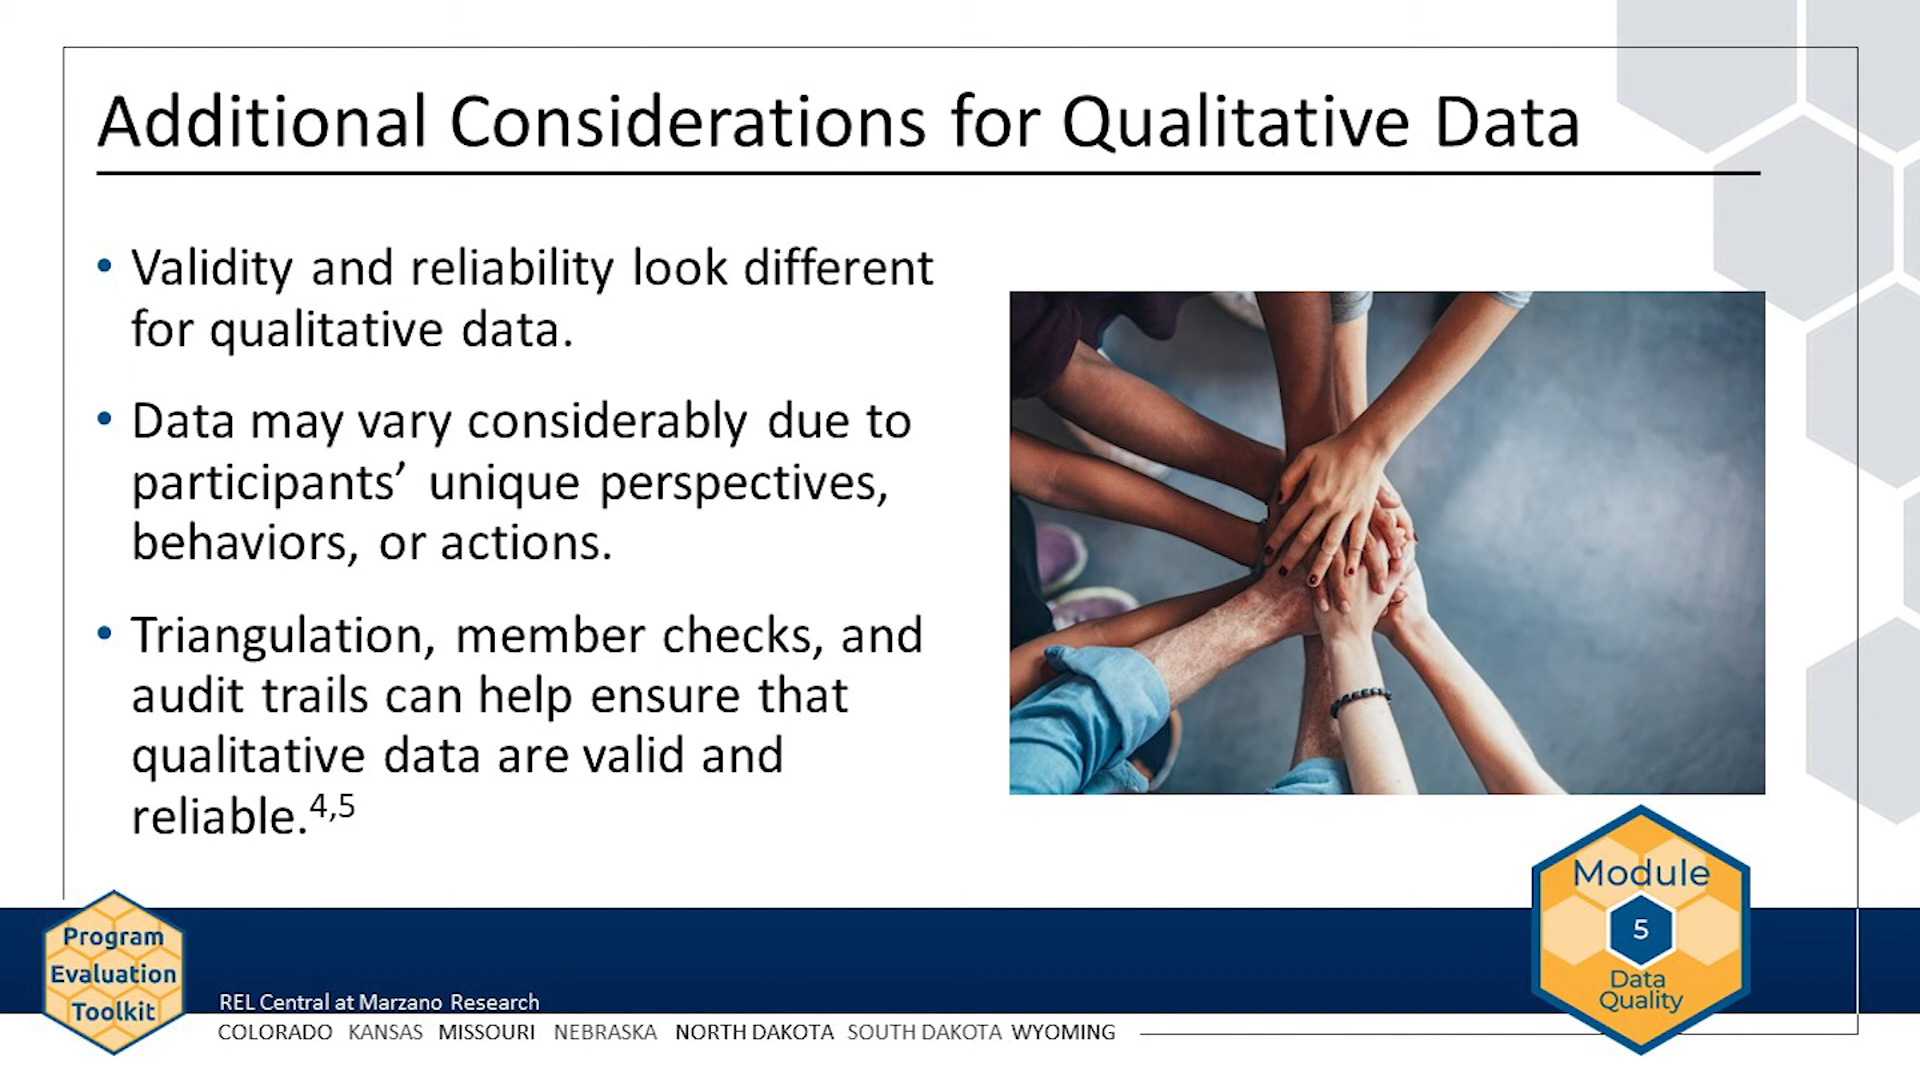 Additional Considerations for Qualitative Data
• Validity and reliability look different
for qualitative data.
• Data may vary considerably due to
participants’ unique perspectives,
behaviors, or actions.
• Triangulation, member checks, and
audit trails can help ensure that
qualitative data are valid and
reliable.4,5
Module
5
Data
Quality
Program
Evaluation
Toolkit
REL Central at Marzano Research
COLORADO KANSAS MISSOURI NEBRASKA NORTH DAKOTA SOUTH DAKOTA WYOMING